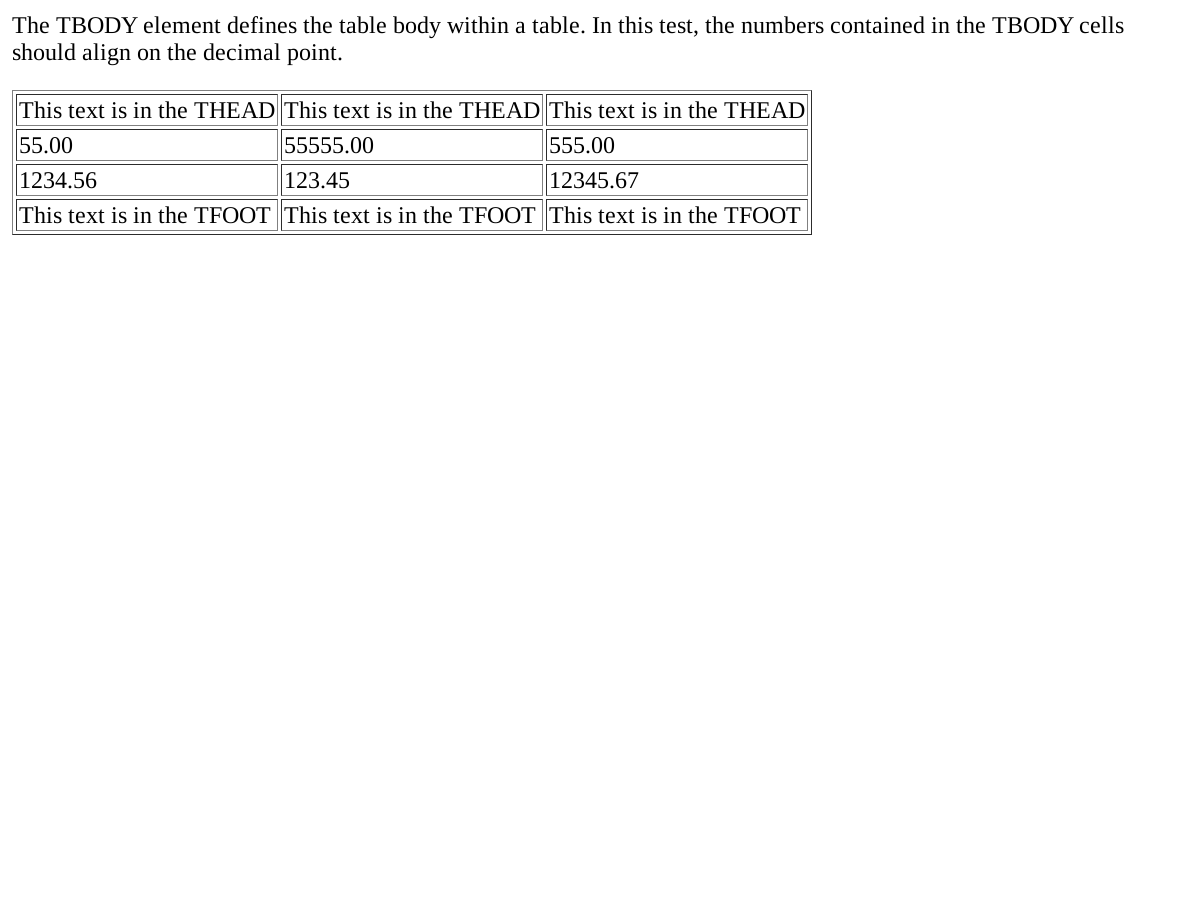 The TBODY element defines the table body within a table. In this test, the numbers contained in the TBODY cells
should align on the decimal point.
This text is in the THEAD This text is in the THEAD This text is in the THEAD
55.00 55555.00 555.00
1234.56 123.45 12345.67
This text is in the TFOOT This text is in the TFOOT This text is in the TFOOT